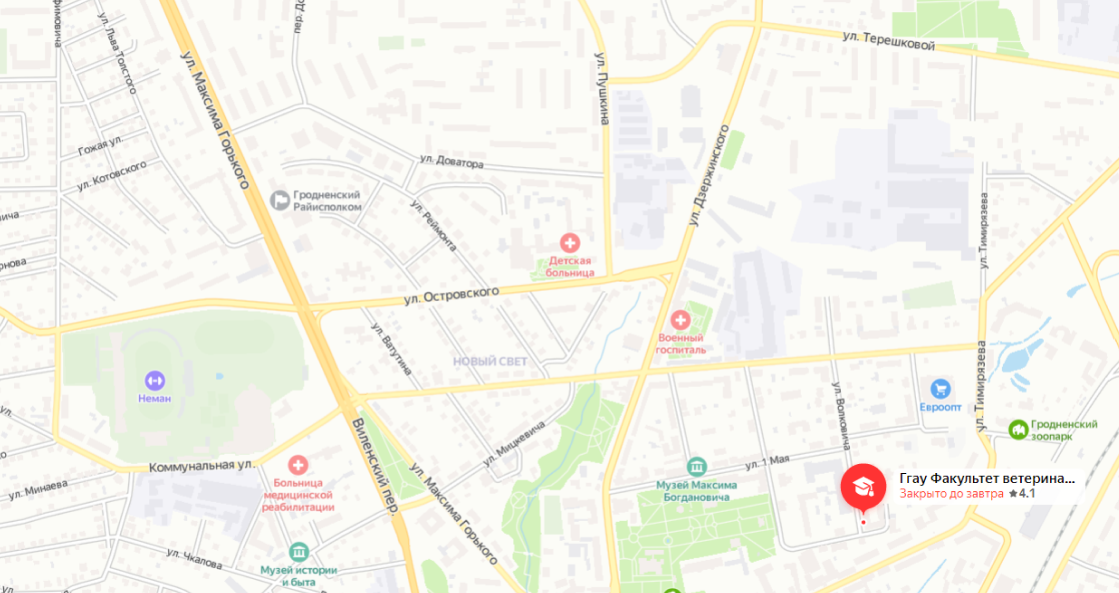 ул. Льва Толстого
ул. Максима Горького
ул. Пушкина
ул. Терешковой
ул. Дзержинского
Гожая ул.
ул. Котовского
ул. Доватора
Гродненский
Райисполком
ул. Реймонта
Детская
больница
ул. Тимирязева
ул. Островского
ул. Ватутина
НОВЫЙ СВЕТ
Военный
госпиталь
Неман
ул. Волковича
Евроопт
ул. Тимирязева
Гродненский
зоопарк
Виленский пер.
ул. Мицкевича
Коммунальная ул.
ул. Максима Горького
Больница
медицинской
реабилитации
ул. 1 Мая
Музей Максима
Богдановича
Ггау Факультет ветерина...
Закрыто до завтра ★4.1
ул. Минаева
ул. Чкалова
Музей истории
и быта